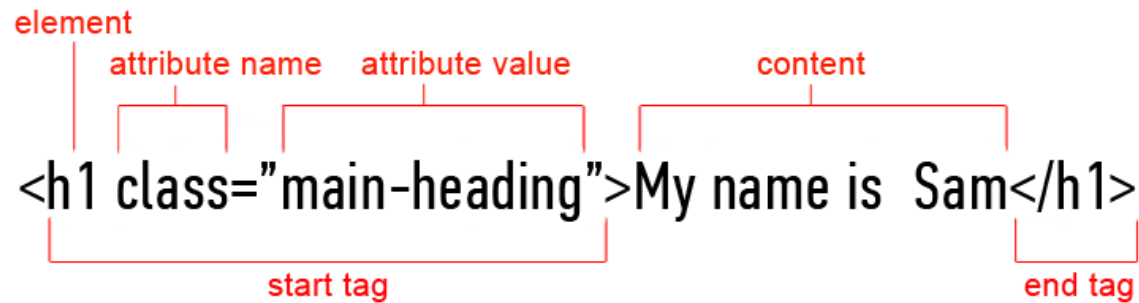 element
attribute name attribute value content
<h1 class=”main-heading”>My name is  Sam</h1>
start tag end tag